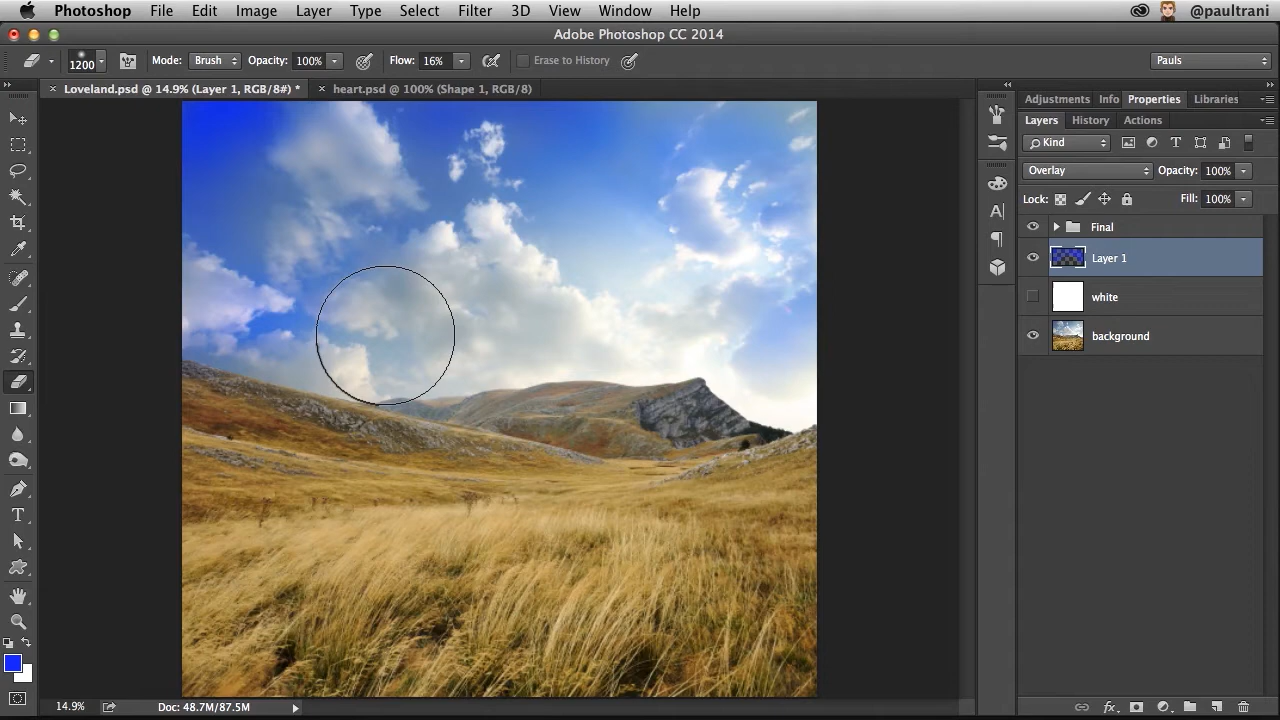 Photoshop File Edit Image Layer Type Select Filter 3D View Window Help @paultrani
Adobe Photoshop CC 2014
1200 Mode: Brush Opacity: 100% Flow: 16% Erase to History Pauls
× Loveland.psd @ 14.9% (Layer 1, RGB/8#) * × heart.psd @ 100% (Shape 1, RGB/8)
Adjustments Info Properties Libraries
Layers History Actions
Kind
Overlay Opacity: 100%
Lock: Fill: 100%
Final
Layer 1
white
background
14.9% Doc: 48.7M/87.5M